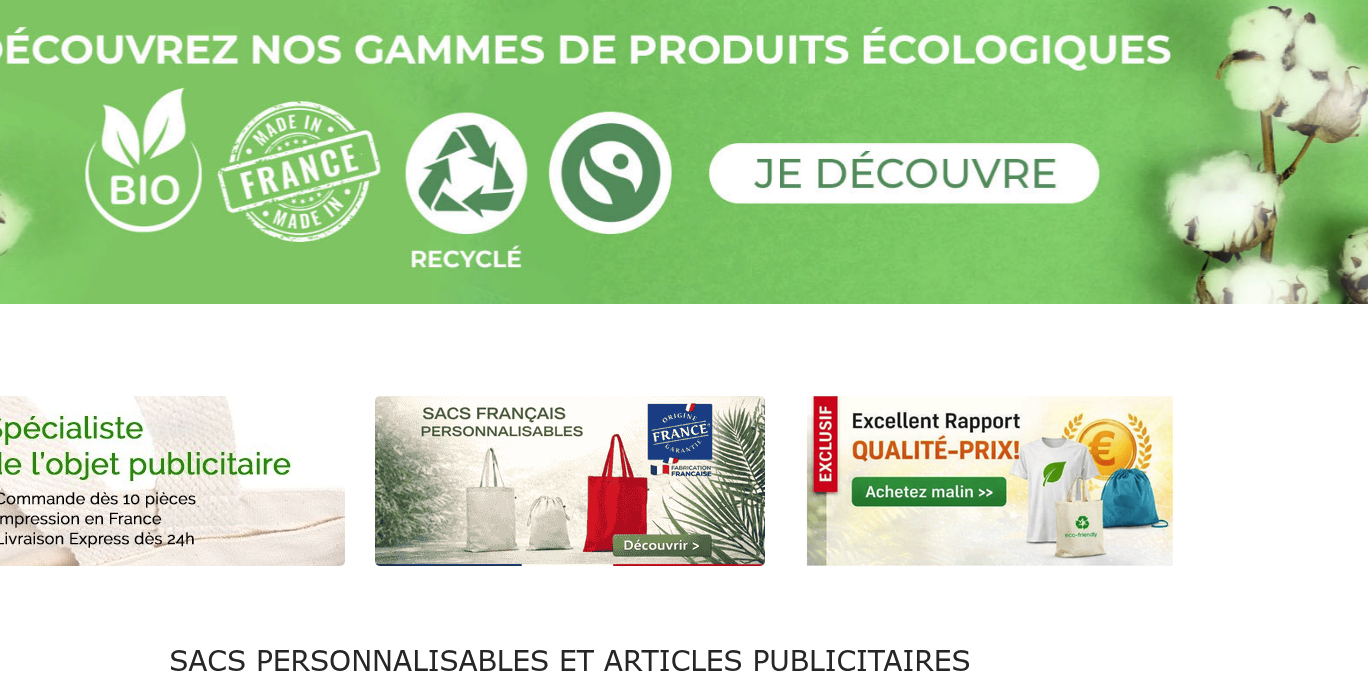 DÉCOUVREZ NOS GAMMES DE PRODUITS ÉCOLOGIQUES
BIO
MADE IN
FRANCE
MADE IN
RECYCLÉ
JE DÉCOUVRE
Spécialiste
de l'objet publicitaire
Commande dès 10 pièces
Impression en France
Livraison Express dès 24h
SACS FRANÇAIS
PERSONNALISABLES
ORIGINE
FRANCE
GARANTIE
FABRICATION
FRANÇAISE
Découvrir >
EXCLUSIF
Excellent Rapport
QUALITÉ-PRIX!
Achetez malin >>
eco-friendly
SACS PERSONNALISABLES ET ARTICLES PUBLICITAIRES